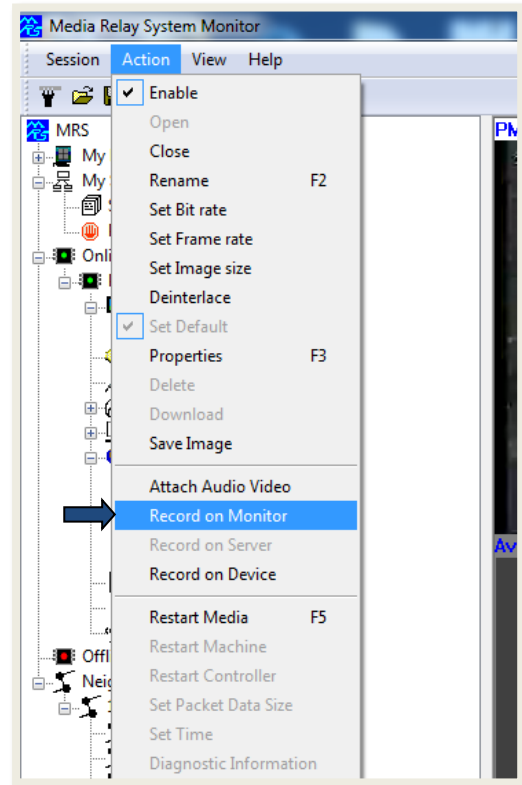 Media Relay System Monitor
Session Action View Help
Enable
MRS
Open
My
Close
My
Rename F2
Set Bit rate
Set Frame rate
Onli
Set Image size
Deinterlace
Set Default
Properties F3
Delete
Download
Save Image
Attach Audio Video
Record on Monitor
Record on Server
Av
Record on Device
Restart Media F5
Restart Machine
Offl
Restart Controller
Neig
Set Packet Data Size
Set Time
Diagnostic Information